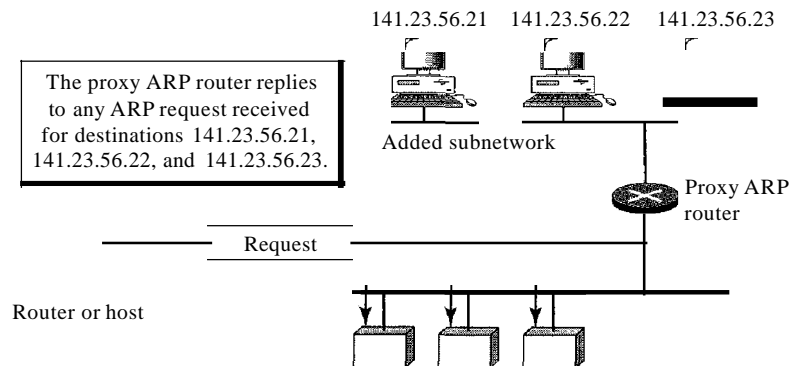 141.23.56.21 141.23.56.22 141.23.56.23
The proxy ARP router replies
to any ARP request received
for destinations 141.23.56.21,
141.23.56.22, and 141.23.56.23.
Added subnetwork
Proxy ARP
router
Request
Router or host